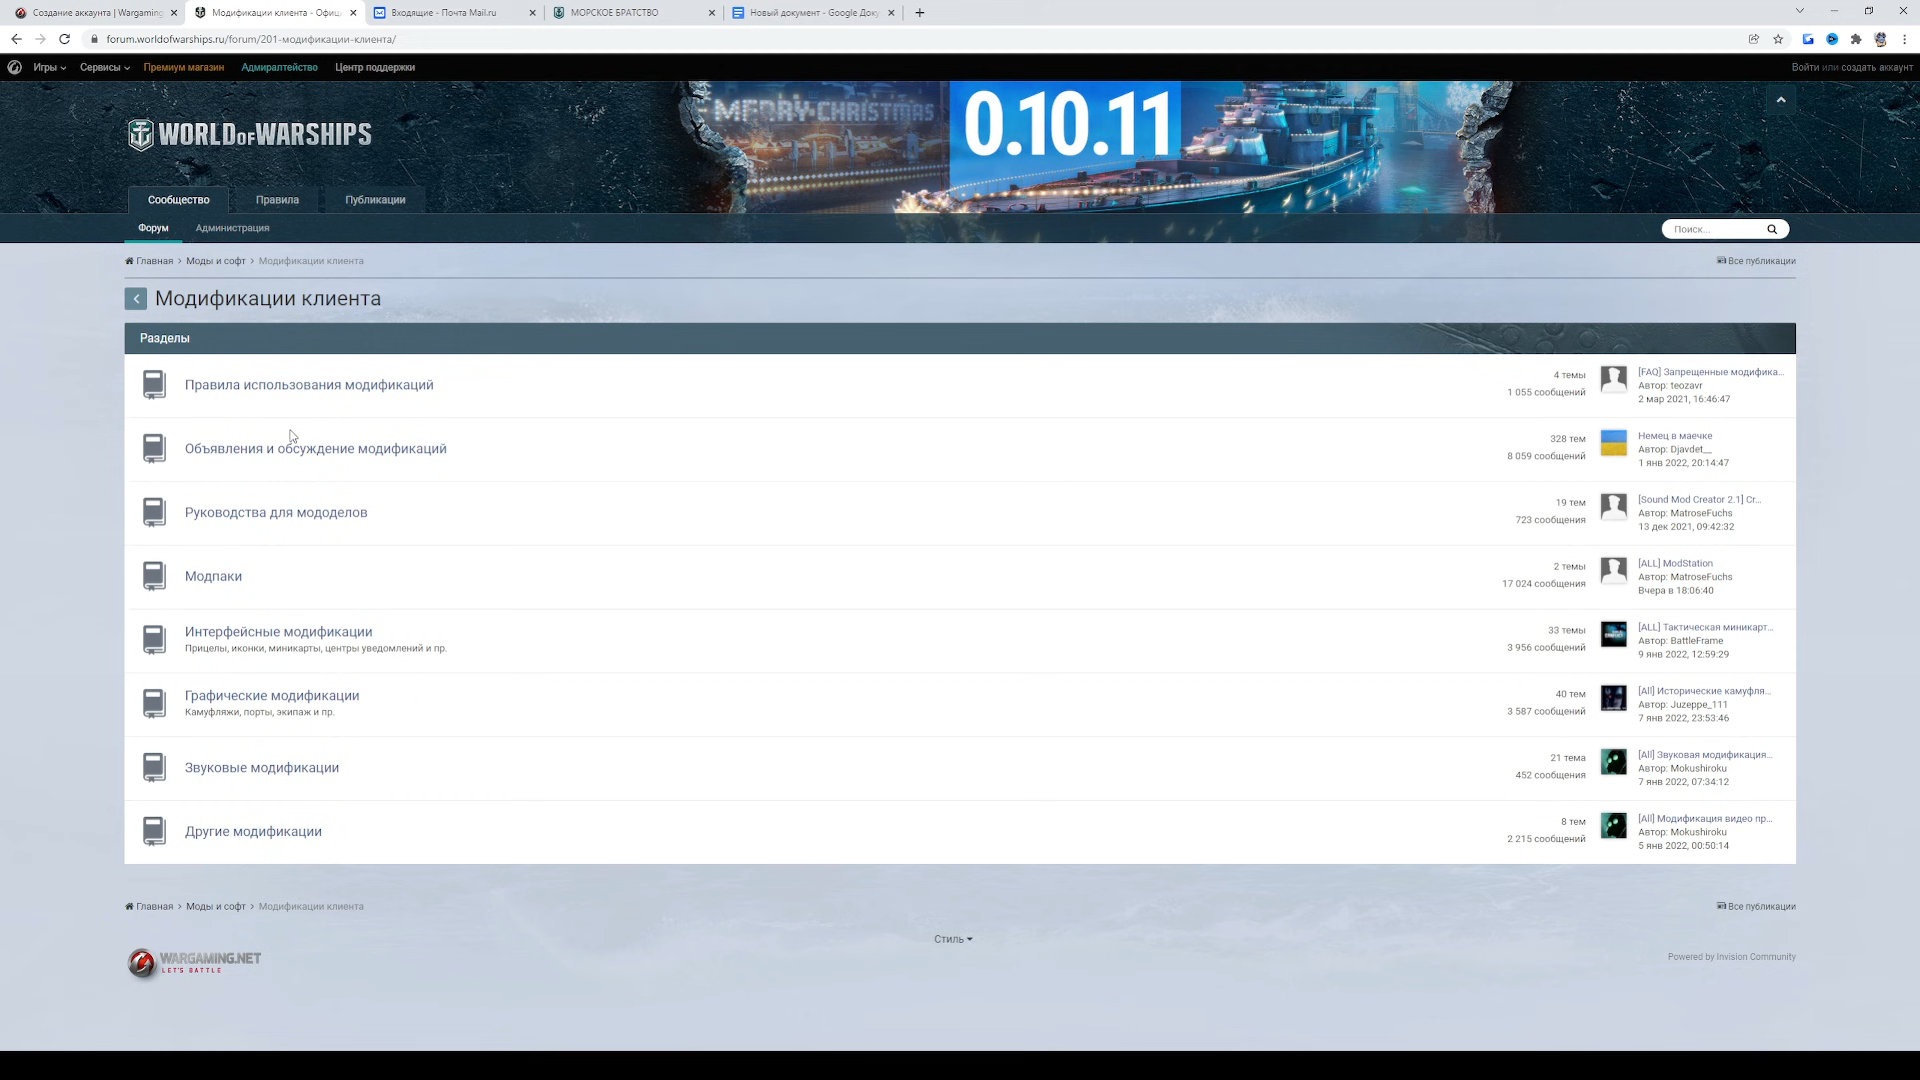 Создание аккаунта | Wargaming
Модификации клиента - Офиц
Входящие - Почта Mail.ru
МОРСКОЕ БРАТСТВО
Новый документ - Google Док
forum.worldofwarships.ru/forum/201-модификации-клиента/
Игры
Сервисы
Премиум магазин
Адмиралтейство
Центр поддержки
Войти или создать аккаунт
MERRY CHRISTMAS
0.10.11
WORLD OF WARSHIPS
Сообщество
Правила
Публикации
Форум
Администрация
Поиск...
Главная > Моды и софт > Модификации клиента
Все публикации
Модификации клиента
Разделы
Правила использования модификаций
4 темы
1 055 сообщений
[FAQ] Запрещенные модифика...
Автор: teozavr
2 мар 2021, 16:46:47
Объявления и обсуждение модификаций
328 тем
8 059 сообщений
Немец в маечке
Автор: Djavdet__
1 янв 2022, 20:14:47
Руководства для мододелов
19 тем
723 сообщения
[Sound Mod Creator 2.1] Cr...
Автор: MatroseFuchs
13 дек 2021, 09:42:32
Модпаки
2 темы
17 024 сообщения
[ALL] ModStation
Автор: MatroseFuchs
Вчера в 18:06:40
Интерфейсные модификации
Прицелы, иконки, миникарты, центры уведомлений и пр.
33 темы
3 956 сообщений
[ALL] Тактическая миникарт...
Автор: BattleFrame
9 янв 2022, 12:59:29
Графические модификации
Камуфляжи, порты, экипаж и пр.
40 тем
3 587 сообщений
[All] Исторические камуфля...
Автор: Juzeppe_111
7 янв 2022, 23:53:46
Звуковые модификации
21 тема
452 сообщения
[All] Звуковая модификация...
Автор: Mokushiroku
7 янв 2022, 07:34:12
Другие модификации
8 тем
2 215 сообщений
[All] Модификация видео пр...
Автор: Mokushiroku
5 янв 2022, 00:50:14
Главная > Моды и софт > Модификации клиента
Все публикации
Стиль
WARGAMING.NET
LET'S BATTLE
Powered by Invision Community